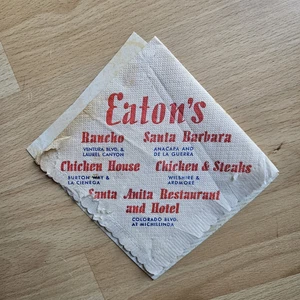 Eaton's
Rancho
VENTURA BLVD. &
LAUREL CANYON
Santa Barbara
ANACAPA AND
DE LA GUERRA
Chicken House
BURTON WAY &
LA CIENEGA
Chicken & Steaks
WILSHIRE &
ARDMORE
Santa Anita Restaurant
and Hotel
COLORADO BLVD.
AT MICHILLINDA